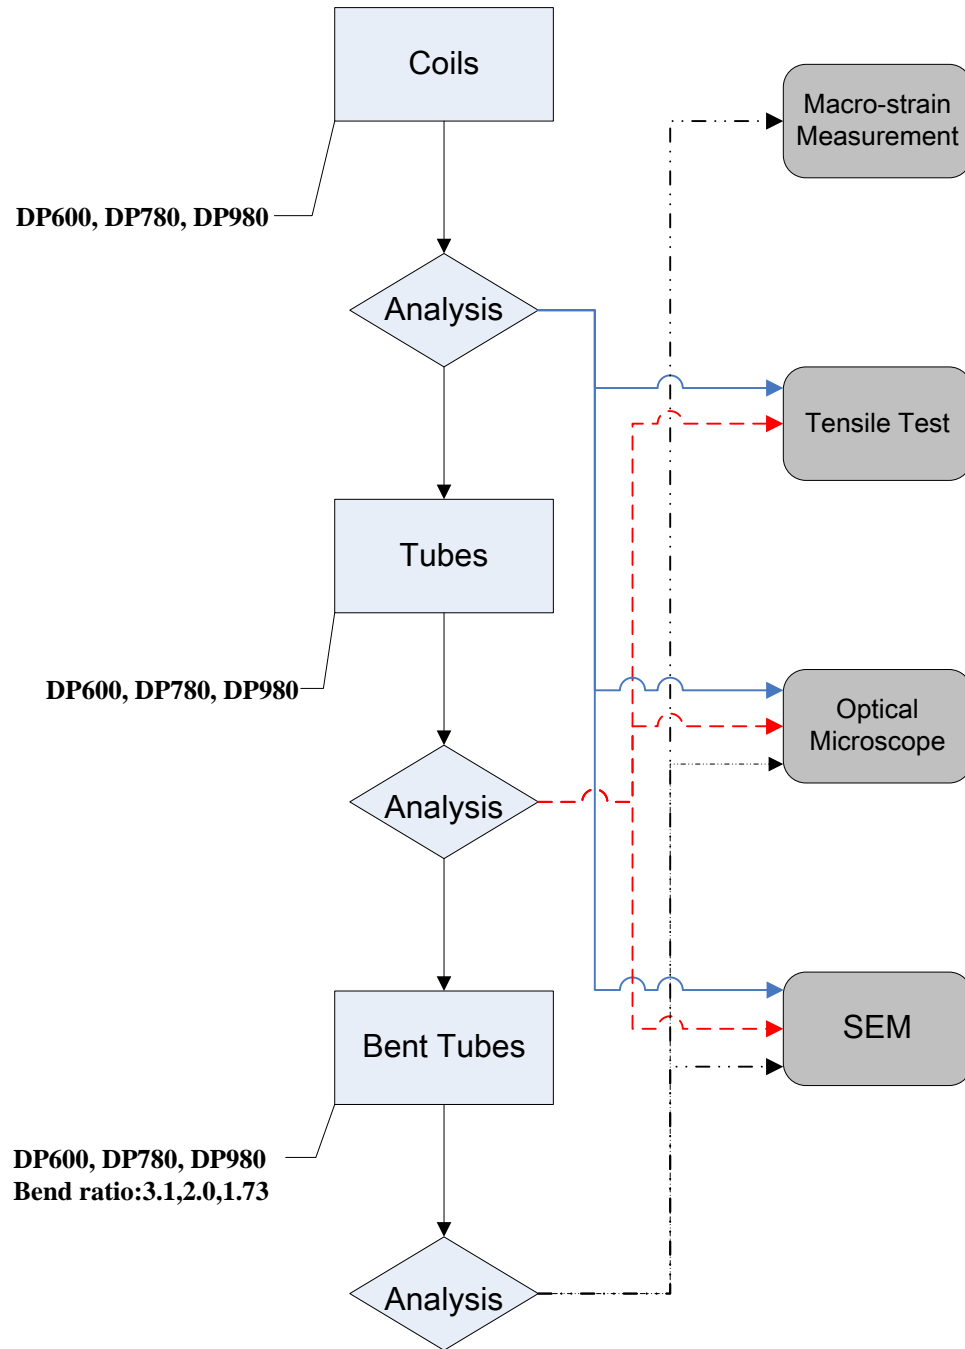 Coils
Macro-strain
Measurement
DP600, DP780, DP980
Analysis
Tensile Test
Tubes
DP600, DP780, DP980
Optical
Microscope
Analysis
SEM
Bent Tubes
DP600, DP780, DP980
Bend ratio:3.1,2.0,1.73
Analysis